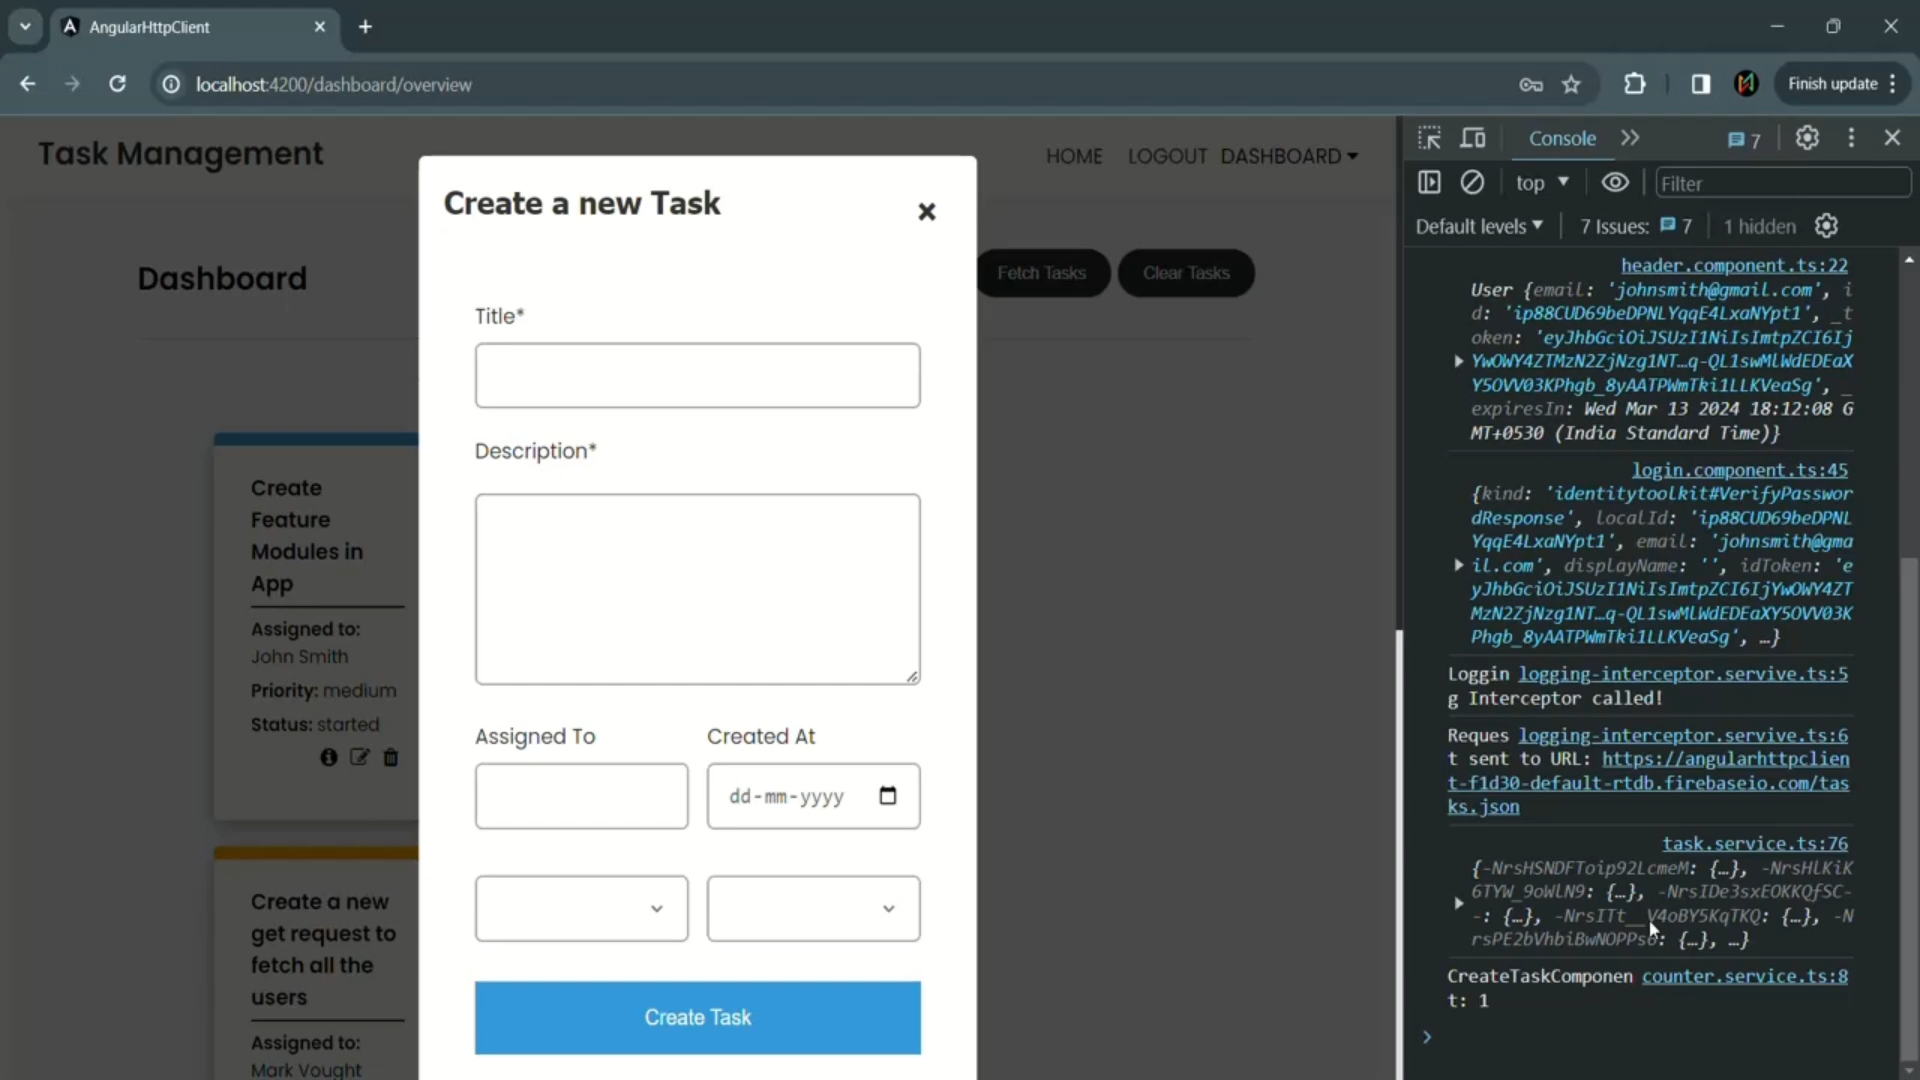 AngularHttpClient
localhost:4200/dashboard/overview
Finish update
Task Management
HOME LOGOUT DASHBOARD
Dashboard
Fetch Tasks
Clear Tasks
Create
Feature
Modules in
App
Assigned to:
John Smith
Priority: medium
Status: started
Create a new
get request to
fetch all the
users
Assigned to:
Mark Vought
Create a new Task
Title*
Description*
Assigned To
Created At
dd-mm-yyyy
Create Task
Console
7
top
Filter
Default levels
7 Issues: 7
1 hidden
header.component.ts:22
User {email: 'johnsmith@gmail.com', i
d: 'ip88CUD69beDPNLYqqE4LxaNYpt1', _t
oken: 'eyJhbGciOiJSUzI1NiIsImtpZCI6Ij
YwOWY4ZTMzN2ZjNzg1NT…q-QL1swMlWdEDEaX
Y5OVV03KPhgb_8yAATPWmTki1LLKVeaSg', _
expiresIn: Wed Mar 13 2024 18:12:08 G
MT+0530 (India Standard Time)}
login.component.ts:45
{kind: 'identitytoolkit#VerifyPasswor
dResponse', localId: 'ip88CUD69beDPNL
YqqE4LxaNYpt1', email: 'johnsmith@gma
il.com', displayName: '', idToken: 'e
yJhbGciOiJSUzI1NiIsImtpZCI6IjYwOWY4ZT
MzN2ZjNzg1NT…q-QL1swMlWdEDEaXY5OVV03K
Phgb_8yAATPWmTki1LLKVeaSg', …}
Loggin logging-interceptor.servive.ts:5
g Interceptor called!
Reques logging-interceptor.servive.ts:6
t sent to URL: https://angularhttpclien
t-f1d30-default-rtdb.firebaseio.com/tas
ks.json
task.service.ts:76
{-NrsHSNDFToip92LcmeM: {…}, -NrsHlKiK
6TYW_9oWlN9: {…}, -NrsIDe3sxEOKKQfSC-
-: {…}, -NrsITt__V4oBY5KqTKQ: {…}, -N
rsPE2bVhbiBwNOPPs6: {…}, …}
CreateTaskComponen counter.service.ts:8
t: 1